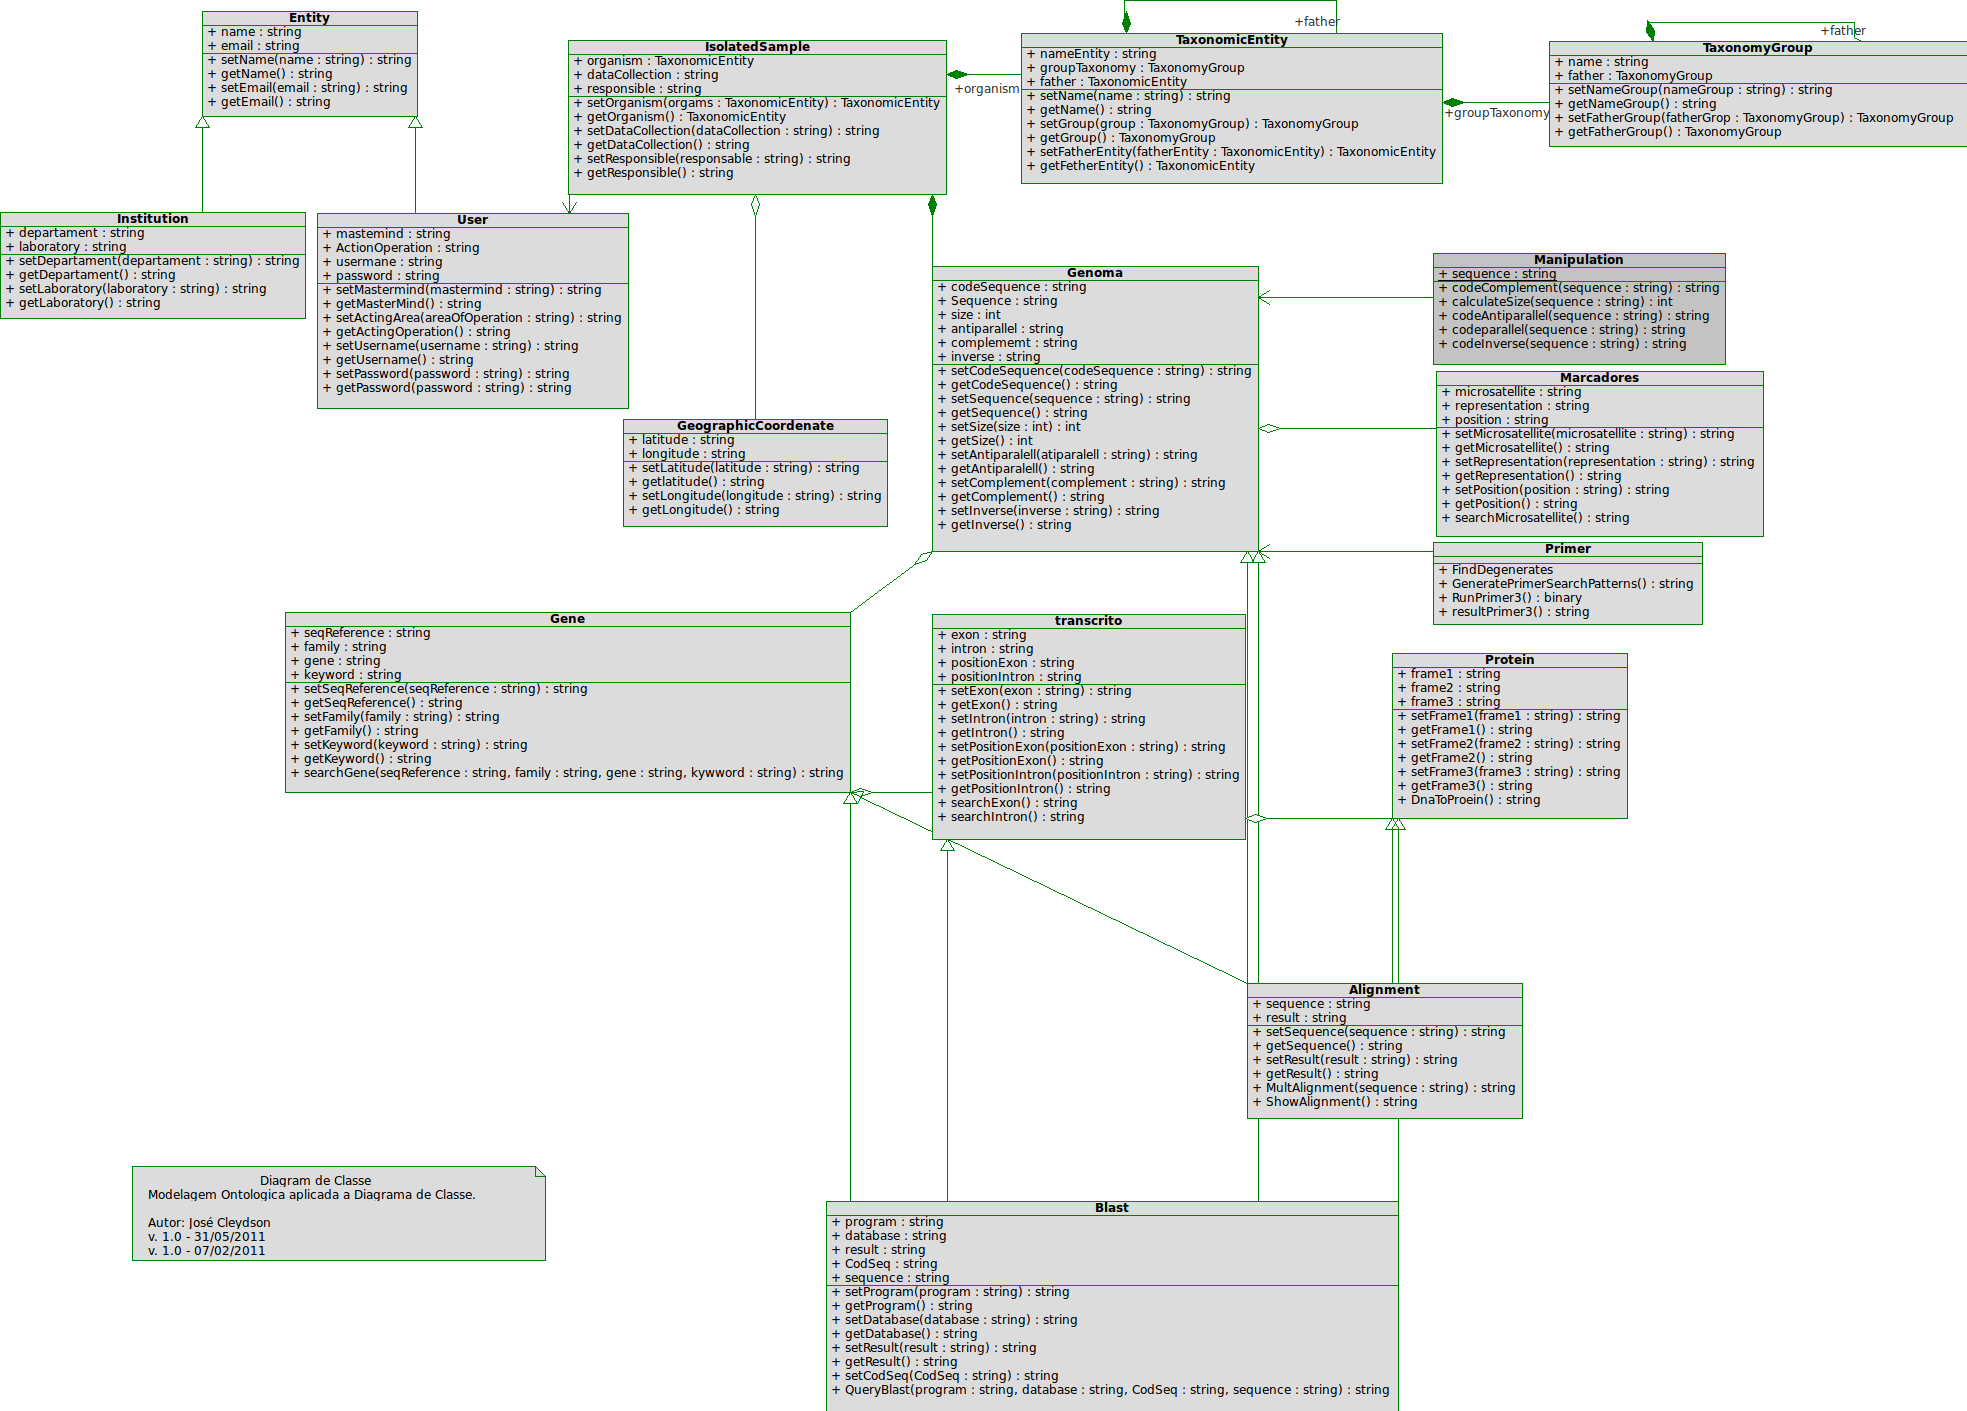 Entity
+ name : string
+ email : string
+ setName(name : string) : string
+ getName() : string
+ setEmail(email : string) : string
+ getEmail() : string
IsolatedSample
+ organism : TaxonomicEntity
+ dataCollection : string
+ responsible : string
+ setOrganism(orgams : TaxonomicEntity) : TaxonomicEntity
+ getOrganism() : TaxonomicEntity
+ setDataCollection(dataCollection : string) : string
+ getDataCollection() : string
+ setResponsible(responsable : string) : string
+ getResponsible() : string
+organism
+father
TaxonomicEntity
+ nameEntity : string
+ groupTaxonomy : TaxonomyGroup
+ father : TaxonomicEntity
+ setName(name : string) : string
+ getName() : string
+ setGroup(group : TaxonomyGroup) : TaxonomyGroup
+ getGroup() : TaxonomyGroup
+ setFatherEntity(fatherEntity : TaxonomicEntity) : TaxonomicEntity
+ getFetherEntity() : TaxonomicEntity
+groupTaxonomy
+father
TaxonomyGroup
+ name : string
+ father : TaxonomyGroup
+ setNameGroup(nameGroup : string) : string
+ getNameGroup() : string
+ setFatherGroup(fatherGrop : TaxonomyGroup) : TaxonomyGroup
+ getFatherGroup() : TaxonomyGroup
Institution
+ departament : string
+ laboratory : string
+ setDepartament(departament : string) : string
+ getDepartament() : string
+ setLaboratory(laboratory : string) : string
+ getLaboratory() : string
User
+ mastemind : string
+ ActionOperation : string
+ usermane : string
+ password : string
+ setMastermind(mastermind : string) : string
+ getMasterMind() : string
+ setActingArea(areaOfOperation : string) : string
+ getActingOperation() : string
+ setUsername(username : string) : string
+ getUsername() : string
+ setPassword(password : string) : string
+ getPassword(password : string) : string
GeographicCoordenate
+ latitude : string
+ longitude : string
+ setLatitude(latitude : string) : string
+ getlatitude() : string
+ setLongitude(longitude : string) : string
+ getLongitude() : string
Genoma
+ codeSequence : string
+ Sequence : string
+ size : int
+ antiparallel : string
+ complememt : string
+ inverse : string
+ setCodeSequence(codeSequence : string) : string
+ getCodeSequence() : string
+ setSequence(sequence : string) : string
+ getSequence() : string
+ setSize(size : int) : int
+ getSize() : int
+ setAntiparalell(atiparalell : string) : string
+ getAntiparalell() : string
+ setComplement(complement : string) : string
+ getComplement() : string
+ setInverse(inverse : string) : string
+ getInverse() : string
Manipulation
+ sequence : string
+ codeComplement(sequence : string) : string
+ calculateSize(sequence : string) : int
+ codeAntiparallel(sequence : string) : string
+ codeparallel(sequence : string) : string
+ codeInverse(sequence : string) : string
Marcadores
+ microsatellite : string
+ representation : string
+ position : string
+ setMicrosatellite(microsatellite : string) : string
+ getMicrosatellite() : string
+ setRepresentation(representation : string) : string
+ getRepresentation() : string
+ setPosition(position : string) : string
+ getPosition() : string
+ searchMicrosatellite() : string
Primer
+ FindDegenerates
+ GeneratePrimerSearchPatterns() : string
+ RunPrimer3() : binary
+ resultPrimer3() : string
Gene
+ seqReference : string
+ family : string
+ gene : string
+ keyword : string
+ setSeqReference(seqReference : string) : string
+ getSeqReference() : string
+ setFamily(family : string) : string
+ getFamily() : string
+ setKeyword(keyword : string) : string
+ getKeyword() : string
+ searchGene(seqReference : string, family : string, gene : string, kywword : string) : string
transcrito
+ exon : string
+ intron : string
+ positionExon : string
+ positionIntron : string
+ setExon(exon : string) : string
+ getExon() : string
+ setIntron(intron : string) : string
+ getIntron() : string
+ setPositionExon(positionExon : string) : string
+ getPositionExon() : string
+ setPositionIntron(positionIntron : string) : string
+ getPositionIntron() : string
+ searchExon() : string
+ searchIntron() : string
Protein
+ frame1 : string
+ frame2 : string
+ frame3 : string
+ setFrame1(frame1 : string) : string
+ getFrame1() : string
+ setFrame2(frame2 : string) : string
+ getFrame2() : string
+ setFrame3(frame3 : string) : string
+ getFrame3() : string
+ DnaToProein() : string
Alignment
+ sequence : string
+ result : string
+ setSequence(sequence : string) : string
+ getSequence() : string
+ setResult(result : string) : string
+ getResult() : string
+ MultAlignment(sequence : string) : string
+ ShowAlignment() : string
Diagram de Classe
Modelagem Ontologica aplicada a Diagrama de Classe.
Autor: José Cleydson
v. 1.0 - 31/05/2011
v. 1.0 - 07/02/2011
Blast
+ program : string
+ database : string
+ result : string
+ CodSeq : string
+ sequence : string
+ setProgram(program : string) : string
+ getProgram() : string
+ setDatabase(database : string) : string
+ getDatabase() : string
+ setResult(result : string) : string
+ getResult() : string
+ setCodSeq(CodSeq : string) : string
+ QueryBlast(program : string, database : string, CodSeq : string, sequence : string) : string